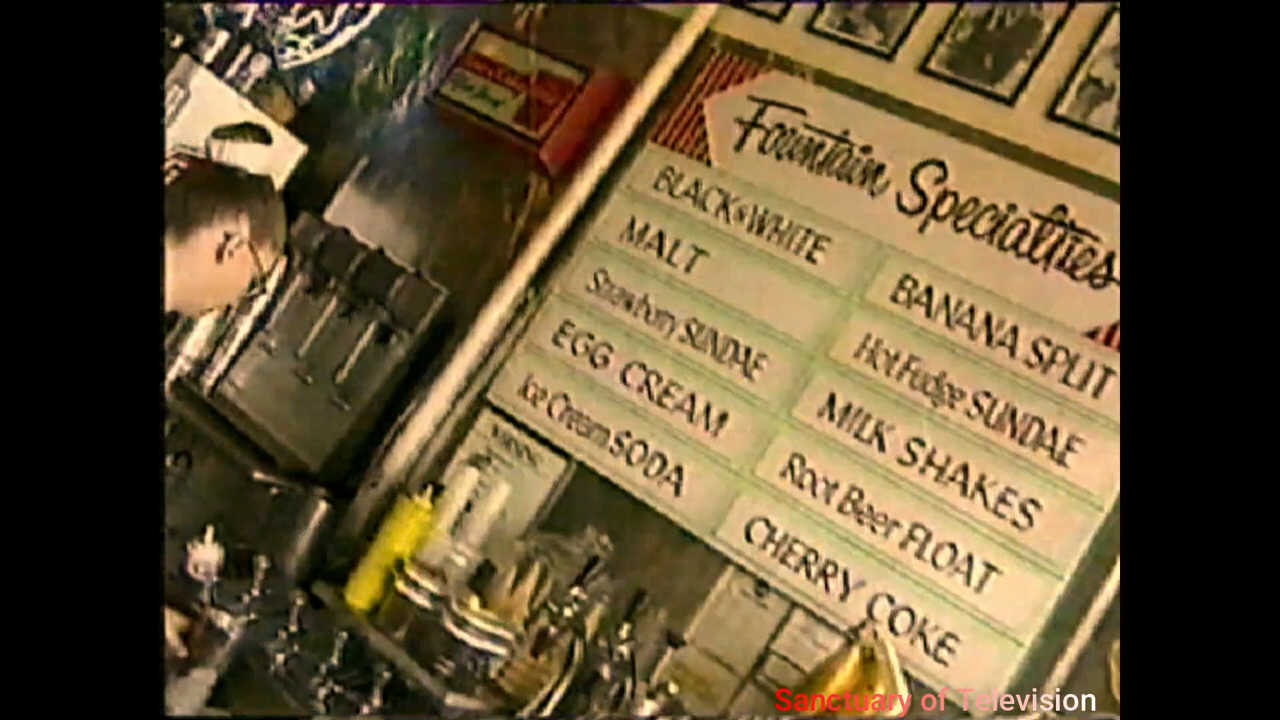 Fountain Specialties
BLACK & WHITE
MALT
Strawberry SUNDAE
EGG CREAM
Ice Cream SODA
BANANA SPLIT
Hot Fudge SUNDAE
MILK SHAKES
Root Beer FLOAT
CHERRY COKE
Sanctuary of Television